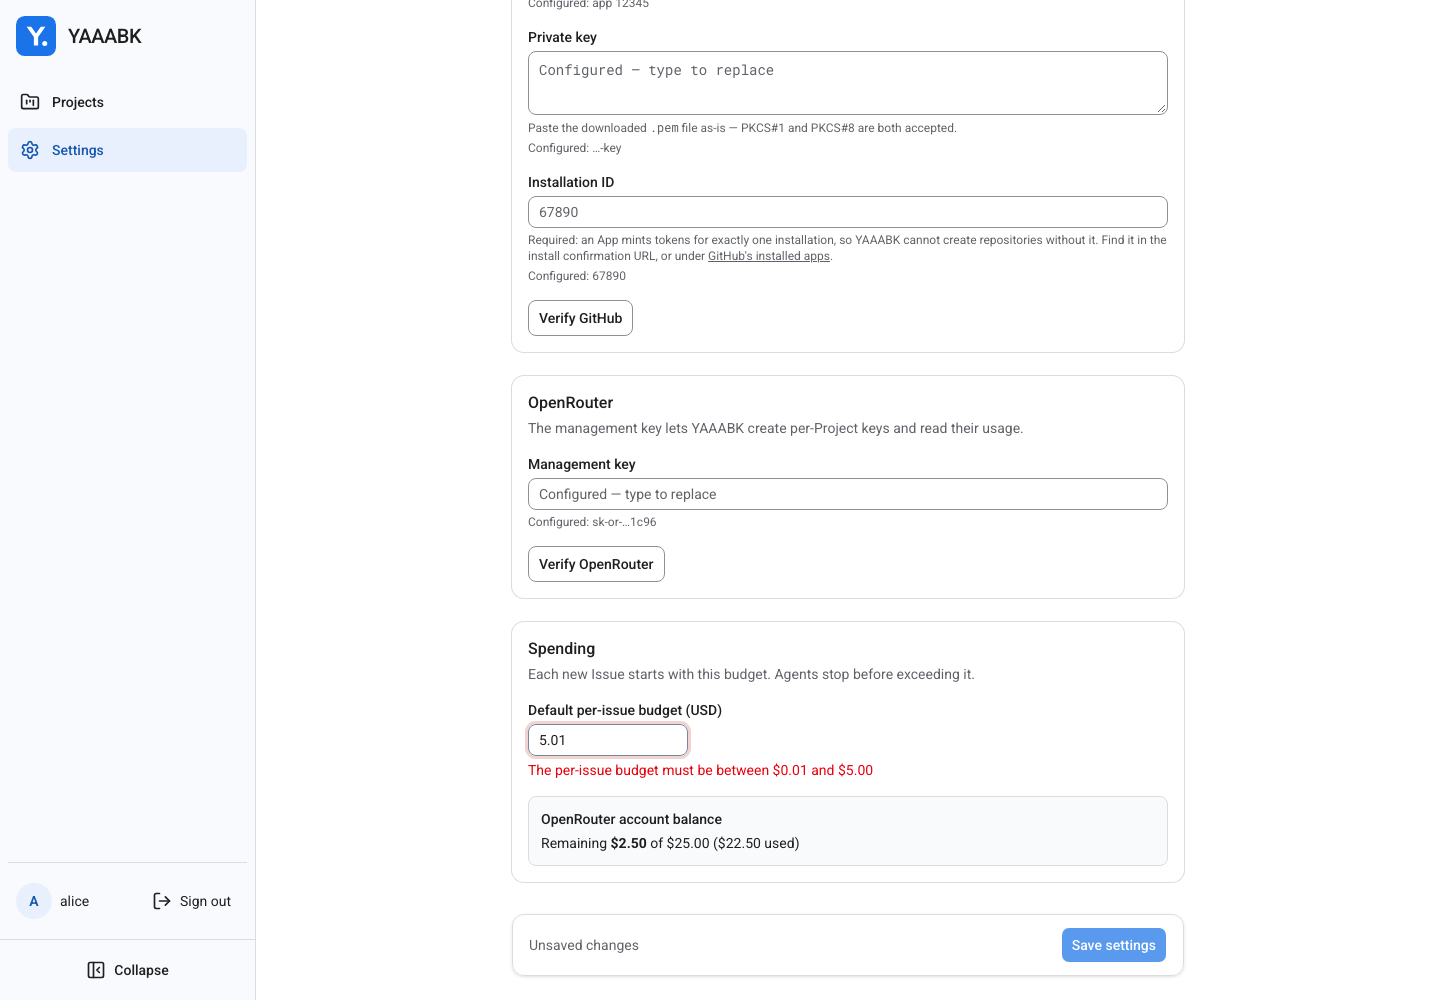 Y.
YAAABK
Projects
Settings
alice
Sign out
Collapse
Configured: app 12345
Private key
Configured — type to replace
Paste the downloaded .pem file as-is — PKCS#1 and PKCS#8 are both accepted.
Configured: …-key
Installation ID
67890
Required: an App mints tokens for exactly one installation, so YAAABK cannot create repositories without it. Find it in the
install confirmation URL, or under GitHub's installed apps.
Configured: 67890
Verify GitHub
OpenRouter
The management key lets YAAABK create per-Project keys and read their usage.
Management key
Configured — type to replace
Configured: sk-or-…1c96
Verify OpenRouter
Spending
Each new Issue starts with this budget. Agents stop before exceeding it.
Default per-issue budget (USD)
5.01
The per-issue budget must be between $0.01 and $5.00
OpenRouter account balance
Remaining $2.50 of $25.00 ($22.50 used)
Unsaved changes
Save settings
A